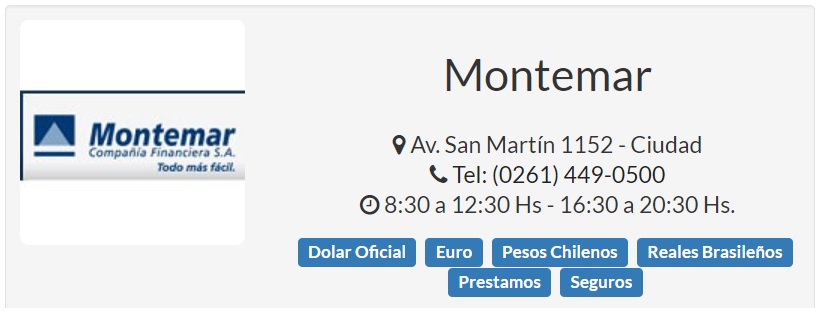 Montemar
Compañía Financiera S.A.
Todo más fácil.
Montemar
Av. San Martín 1152 - Ciudad
Tel: (0261) 449-0500
8:30 a 12:30 Hs - 16:30 a 20:30 Hs.
Dolar Oficial Euro Pesos Chilenos Reales Brasileños
Prestamos Seguros